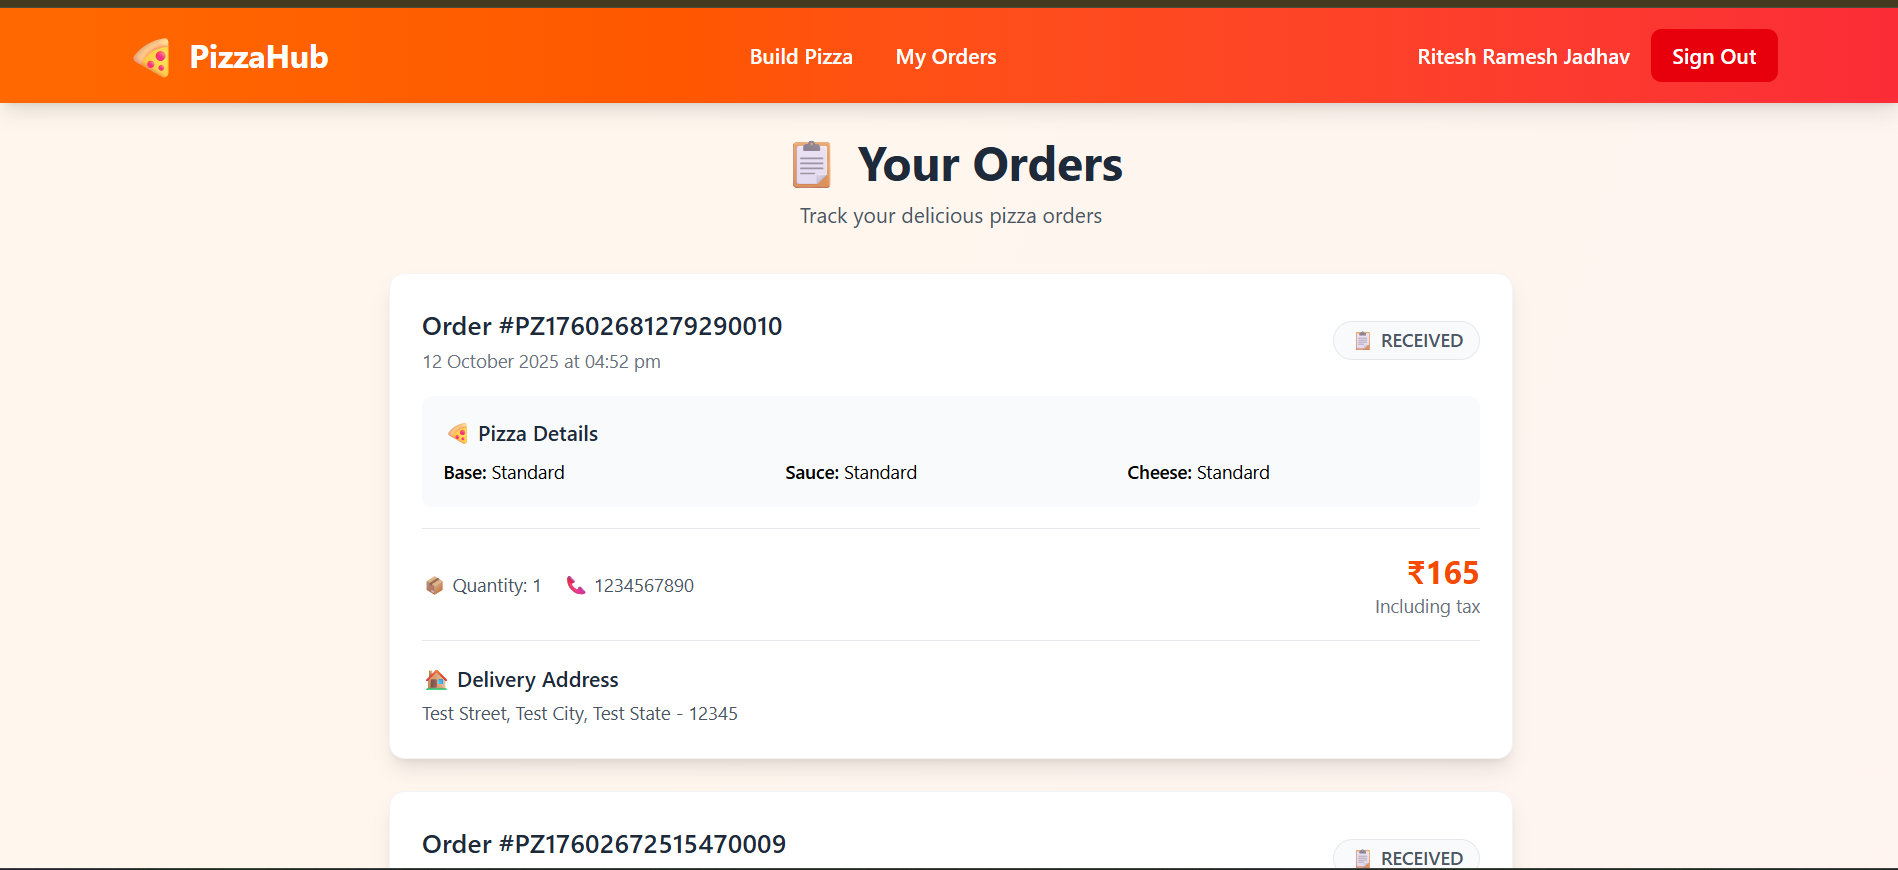 PizzaHub
Build Pizza
My Orders
Ritesh Ramesh Jadhav
Sign Out
Your Orders
Track your delicious pizza orders
Order #PZ17602681279290010
RECEIVED
12 October 2025 at 04:52 pm
Pizza Details
Base: Standard
Sauce: Standard
Cheese: Standard
Quantity: 1
1234567890
₹165
Including tax
Delivery Address
Test Street, Test City, Test State - 12345
Order #PZ17602672515470009
RECEIVED